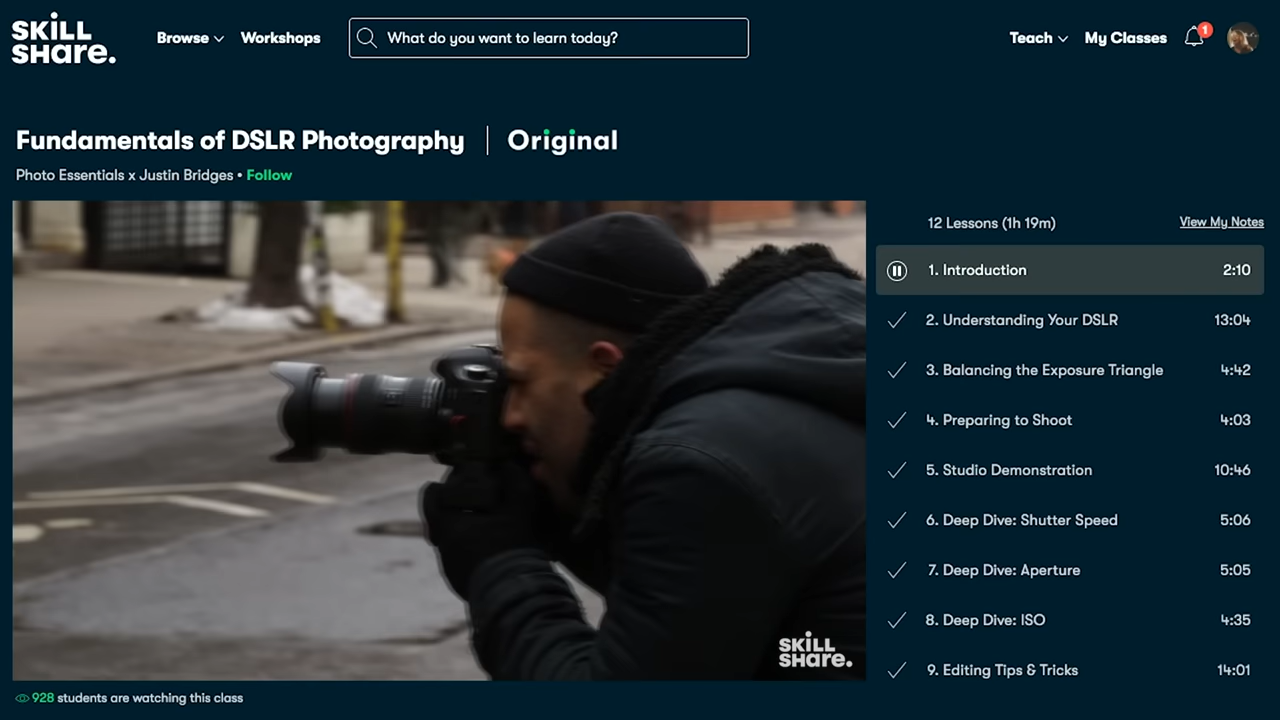 SKiLL
SHare.
Browse
Workshops
What do you want to learn today?
Teach
My Classes
1
Fundamentals of DSLR Photography | Original
Photo Essentials x Justin Bridges • Follow
12 Lessons (1h 19m)
View My Notes
1. Introduction 2:10
2. Understanding Your DSLR 13:04
3. Balancing the Exposure Triangle 4:42
4. Preparing to Shoot 4:03
5. Studio Demonstration 10:46
6. Deep Dive: Shutter Speed 5:06
7. Deep Dive: Aperture 5:05
8. Deep Dive: ISO 4:35
9. Editing Tips & Tricks 14:01
SKiLL
SHare.
928 students are watching this class